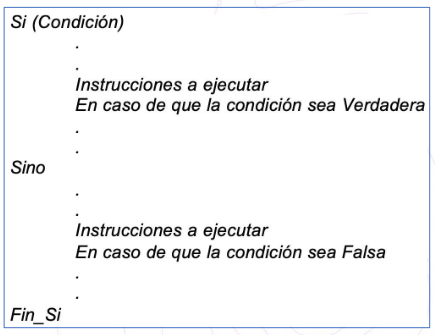 Si (Condición)
.
.
Instrucciones a ejecutar
En caso de que la condición sea Verdadera
.
.
Sino
.
.
Instrucciones a ejecutar
En caso de que la condición sea Falsa
.
.
Fin_Si